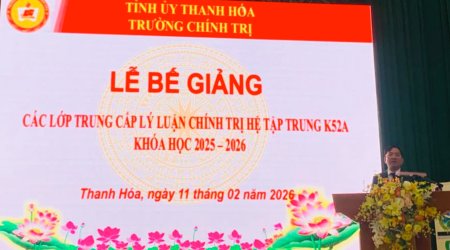 TỈNH ỦY THANH HÓA
TRƯỜNG CHÍNH TRỊ
LỄ BẾ GIẢNG
CÁC LỚP TRUNG CẤP LÝ LUẬN CHÍNH TRỊ HỆ TẬP TRUNG K52A
KHÓA HỌC 2025 – 2026
Thanh Hóa, ngày 11 tháng 02 năm 2026